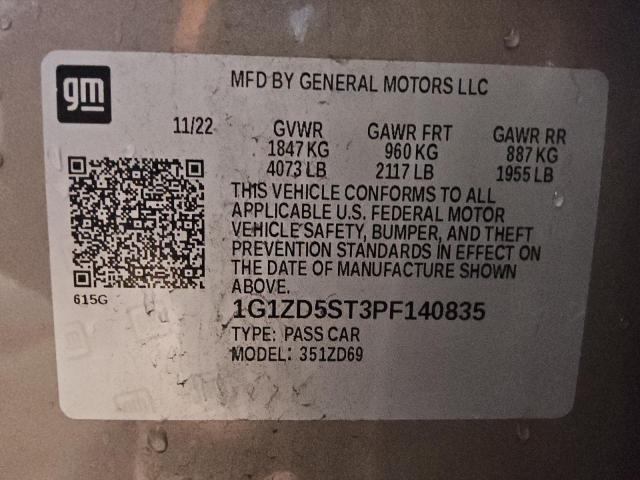 gm
MFD BY GENERAL MOTORS LLC
11/22 GVWR GAWR FRT GAWR RR
1847 KG 960 KG 887 KG
4073 LB 2117 LB 1955 LB
THIS VEHICLE CONFORMS TO ALL
APPLICABLE U.S. FEDERAL MOTOR
VEHICLE SAFETY, BUMPER, AND THEFT
PREVENTION STANDARDS IN EFFECT ON
THE DATE OF MANUFACTURE SHOWN
ABOVE.
615G
1G1ZD5ST3PF140835
TYPE: PASS CAR
MODEL: 351ZD69